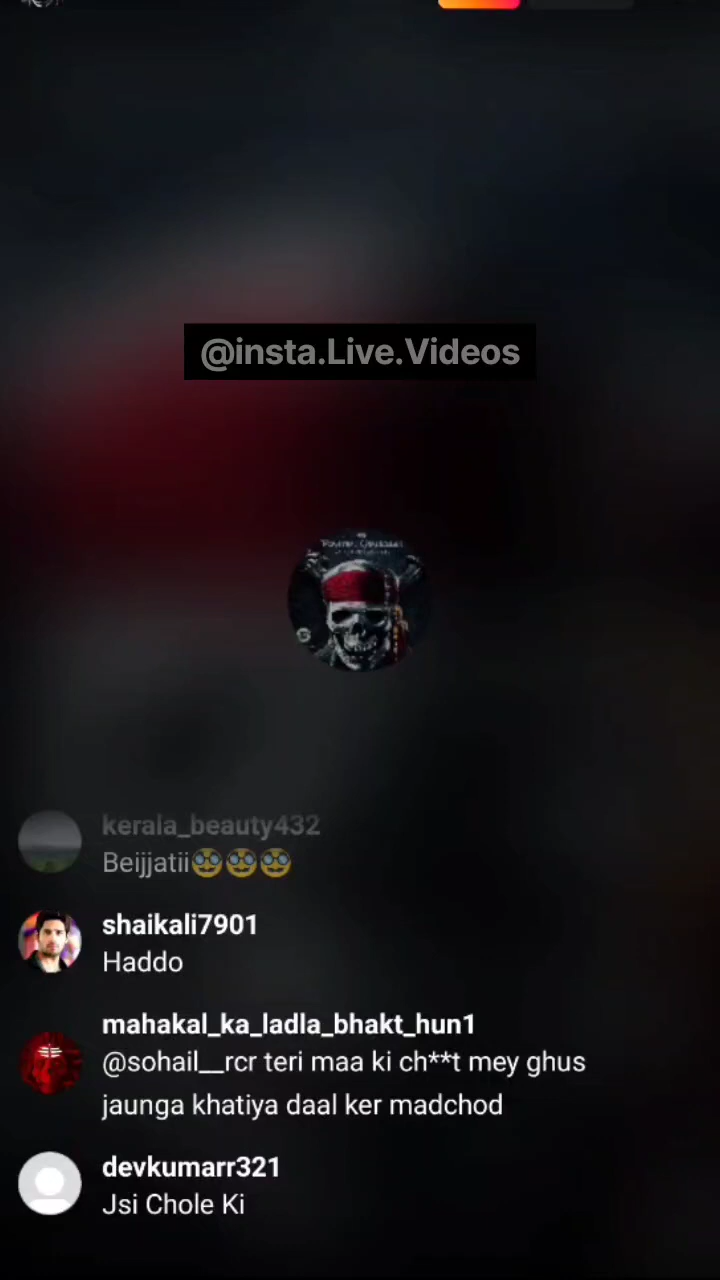 @insta.Live.Videos
kerala_beauty432
Beijjatii🥸🥸🥸
shaikali7901
Haddo
mahakal_ka_ladla_bhakt_hun1
@sohail__rcr teri maa ki ch**t mey ghus
jaunga khatiya daal ker madchod
devkumarr321
Jsi Chole Ki